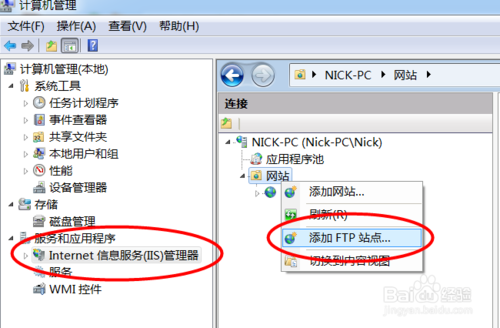 计算机管理
文件(F) 操作(A) 查看(V) 帮助(H)
计算机管理(本地)
系统工具
任务计划程序
事件查看器
共享文件夹
本地用户和组
性能
设备管理器
存储
磁盘管理
服务和应用程序
Internet 信息服务(IIS)管理器
服务
WMI 控件
NICK-PC 网站
连接
NICK-PC (Nick-PC\Nick)
应用程序池
网站
添加网站...
刷新(R)
添加 FTP 站点...
切换到内容视图
Baidu 经验